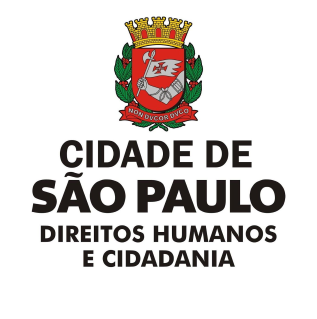 NON DVCOR DVCO
CIDADE DE
SÃO PAULO
DIREITOS HUMANOS
E CIDADANIA